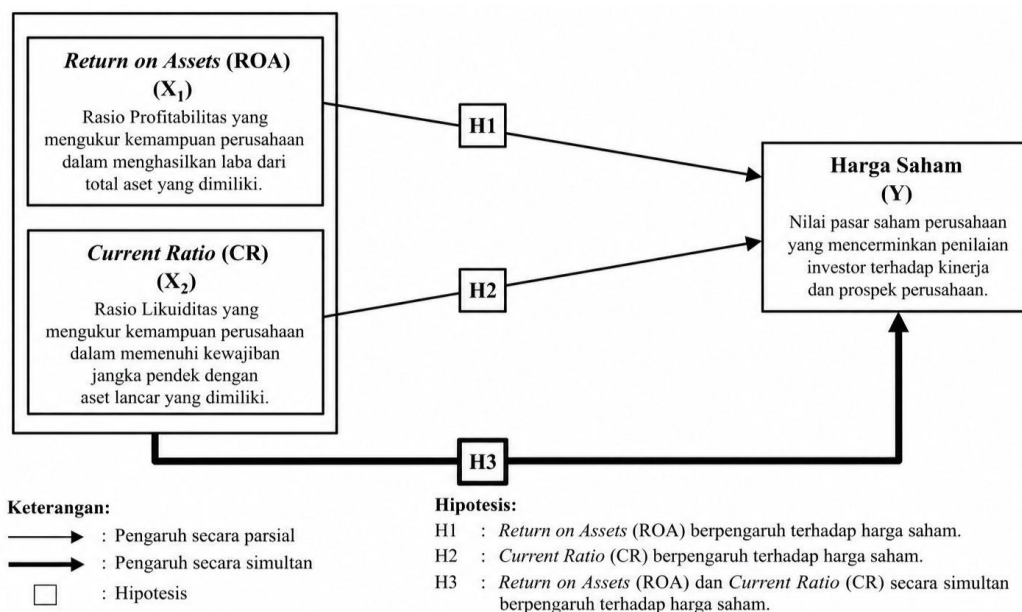 Return on Assets (ROA)
(X₁)
Rasio Profitabilitas yang
mengukur kemampuan perusahaan
dalam menghasilkan laba dari
total aset yang dimiliki.
Current Ratio (CR)
(X₂)
Rasio Likuiditas yang
mengukur kemampuan perusahaan
dalam memenuhi kewajiban
jangka pendek dengan
aset lancar yang dimiliki.
H1
H2
H3
Harga Saham
(Y)
Nilai pasar saham perusahaan
yang mencerminkan penilaian
investor terhadap kinerja
dan prospek perusahaan.
Keterangan:
: Pengaruh secara parsial
: Pengaruh secara simultan
: Hipotesis
Hipotesis:
H1 : Return on Assets (ROA) berpengaruh terhadap harga saham.
H2 : Current Ratio (CR) berpengaruh terhadap harga saham.
H3 : Return on Assets (ROA) dan Current Ratio (CR) secara simultan
berpengaruh terhadap harga saham.